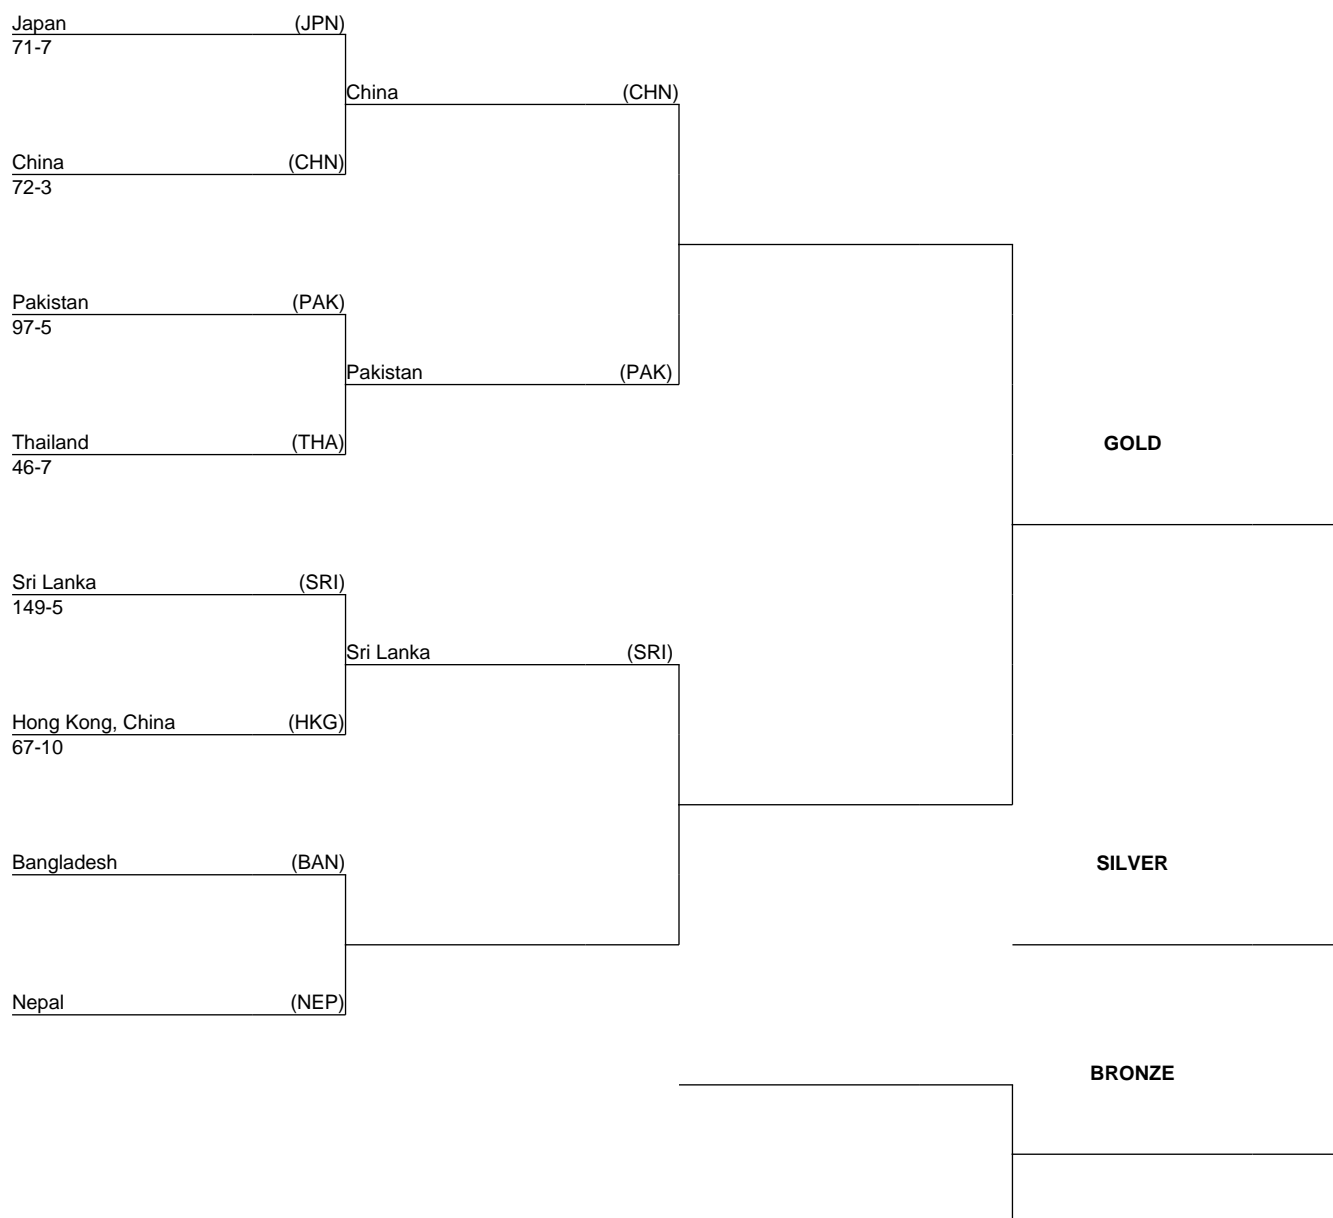 Japan (JPN)
71-7
China (CHN)
China (CHN)
72-3
Pakistan (PAK)
97-5
Pakistan (PAK)
Thailand (THA)
46-7
GOLD
Sri Lanka (SRI)
149-5
Sri Lanka (SRI)
Hong Kong, China (HKG)
67-10
Bangladesh (BAN)
SILVER
Nepal (NEP)
BRONZE